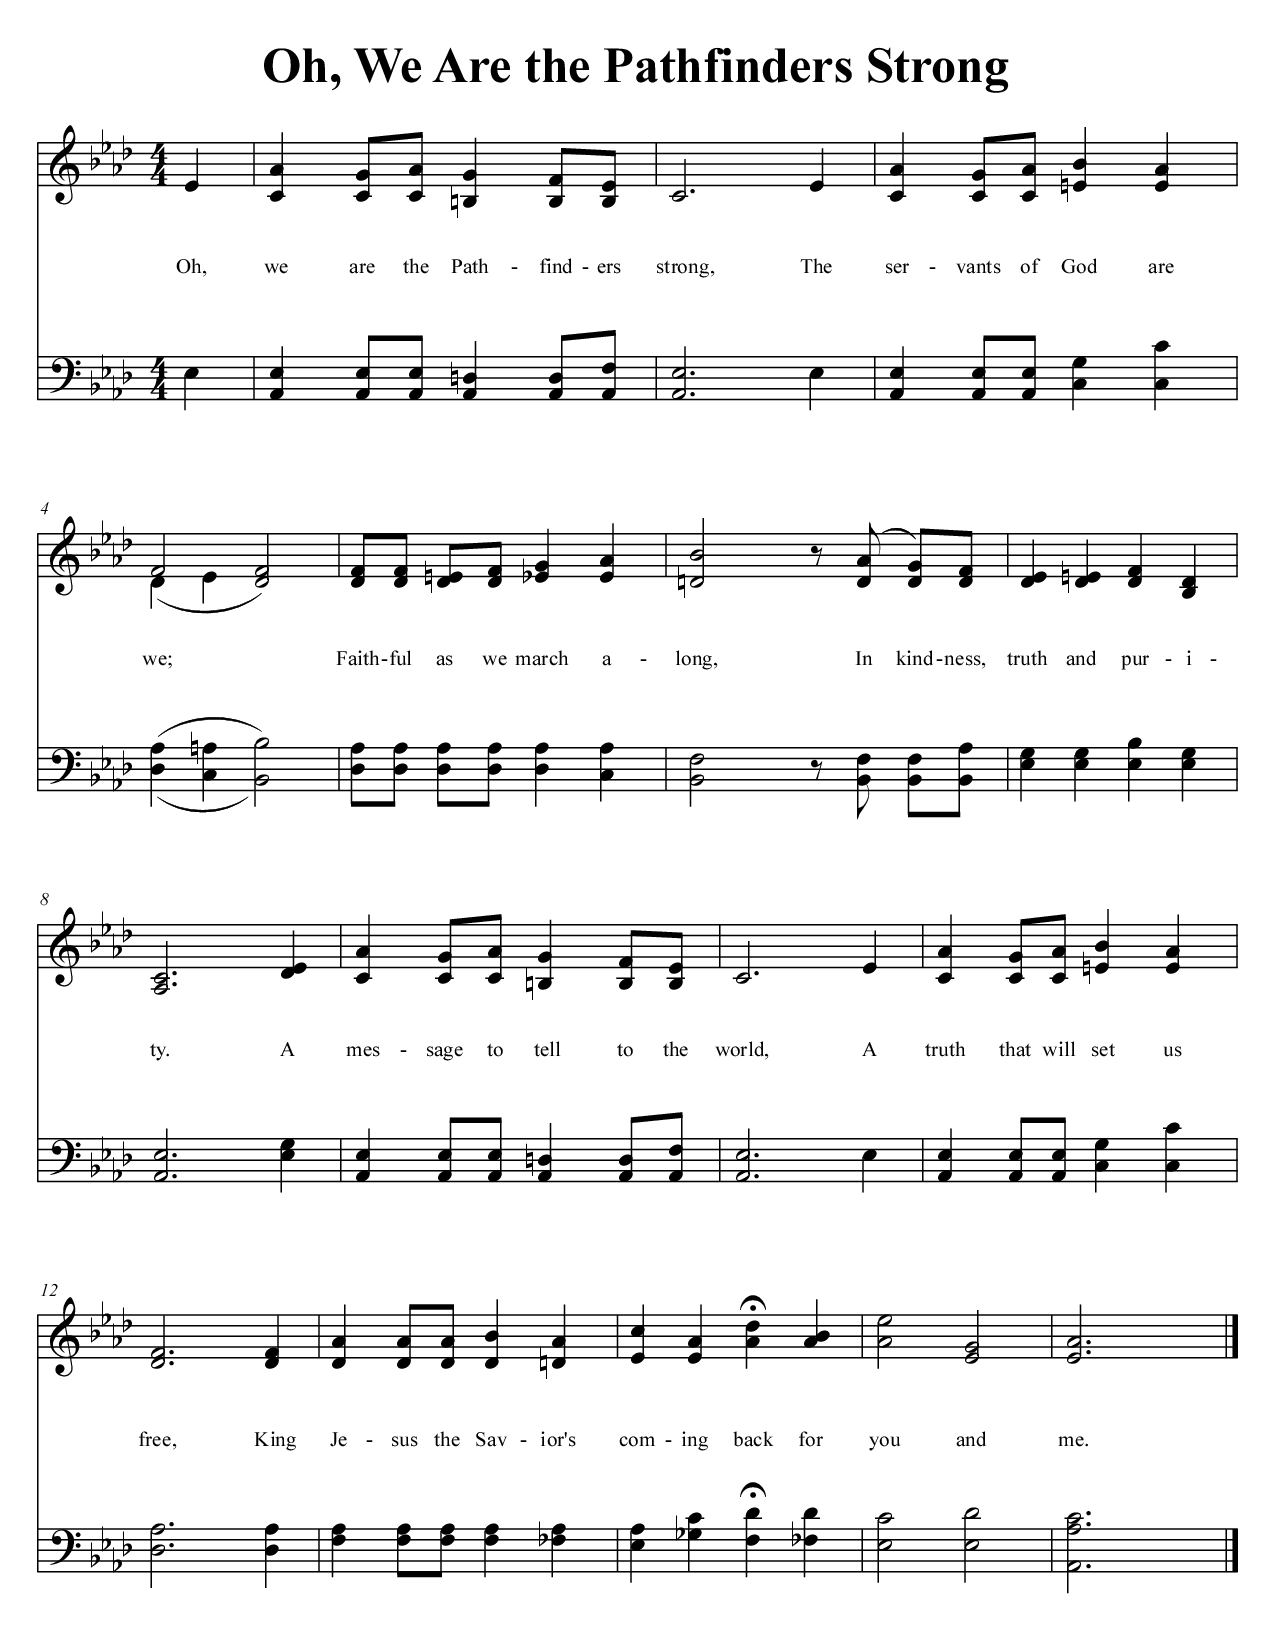 Oh, We Are the Pathfinders Strong
4
4
Oh, we are the Path - find - ers strong, The ser - vants of God are
4
4
4
we; Faith - ful as we march a - long, In kind - ness, truth and pur - i -
8
ty. A mes - sage to tell to the world, A truth that will set us
12
free, King Je - sus the Sav - ior's com - ing back for you and me.